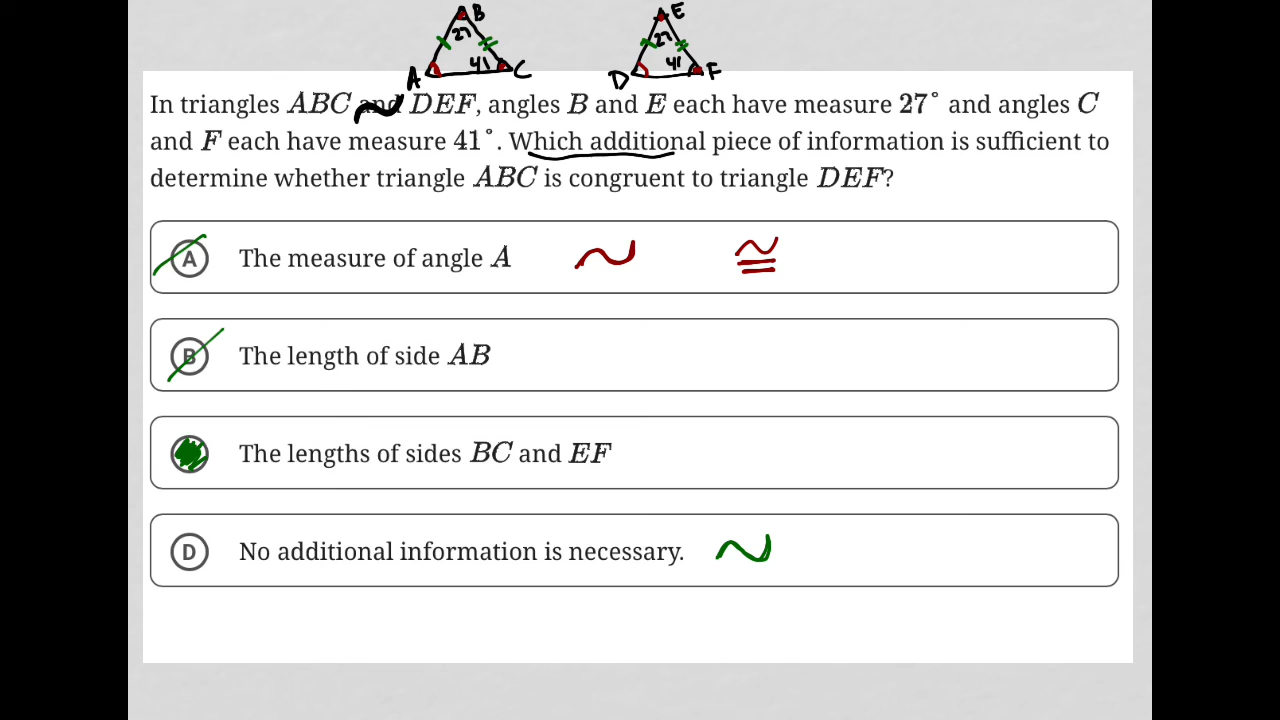 B E
27 27
41 41
A C D F
In triangles ABC and DEF, angles B and E each have measure 27° and angles C
and F each have measure 41°. Which additional piece of information is sufficient to
determine whether triangle ABC is congruent to triangle DEF?
A The measure of angle A ~ ≅
B The length of side AB
The lengths of sides BC and EF
D No additional information is necessary. ~